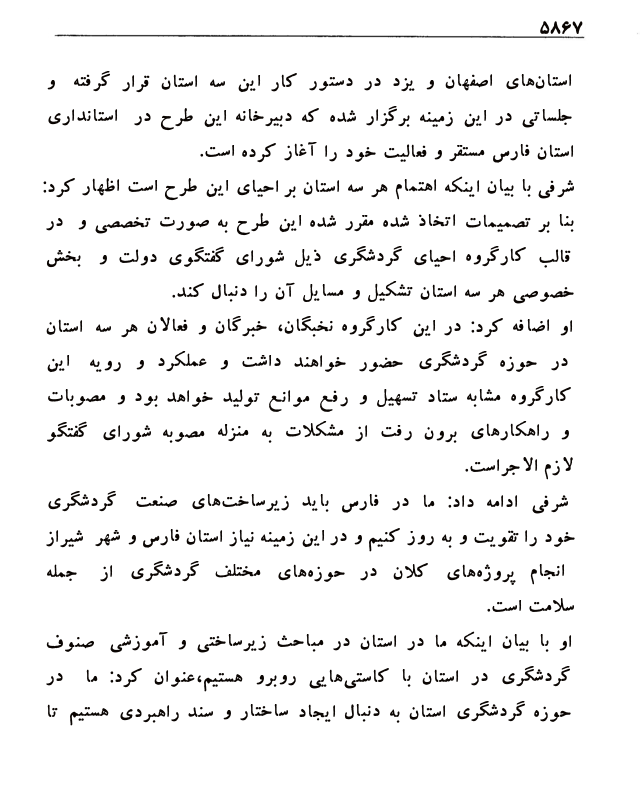 ۵۸۶۷
استان‌های اصفهان و یزد در دستور کار این سه استان قرار گرفته و
جلساتی در این زمینه برگزار شده که دبیرخانه این طرح در استانداری
استان فارس مستقر و فعالیت خود را آغاز کرده است.
شرفی با بیان اینکه اهتمام هر سه استان بر احیای این طرح است اظهار کرد:
بنا بر تصمیمات اتخاذ شده مقرر شده این طرح به صورت تخصصی و در
قالب کارگروه احیای گردشگری ذیل شورای گفتگوی دولت و بخش
خصوصی هر سه استان تشکیل و مسایل آن را دنبال کند.
او اضافه کرد: در این کارگروه نخبگان، خبرگان و فعالان هر سه استان
در حوزه گردشگری حضور خواهند داشت و عملکرد و رویه این
کارگروه مشابه ستاد تسهیل و رفع موانع تولید خواهد بود و مصوبات
و راهکارهای برون رفت از مشکلات به منزله مصوبه شورای گفتگو
لازم الاجراست.
شرفی ادامه داد: ما در فارس باید زیرساخت‌های صنعت گردشگری
خود را تقویت و به روز کنیم و در این زمینه نیاز استان فارس و شهر شیراز
انجام پروژه‌های کلان در حوزه‌های مختلف گردشگری از جمله
سلامت است.
او با بیان اینکه ما در استان در مباحث زیرساختی و آموزشی صنوف
گردشگری در استان با کاستی‌هایی روبرو هستیم،عنوان کرد: ما در
حوزه گردشگری استان به دنبال ایجاد ساختار و سند راهبردی هستیم تا